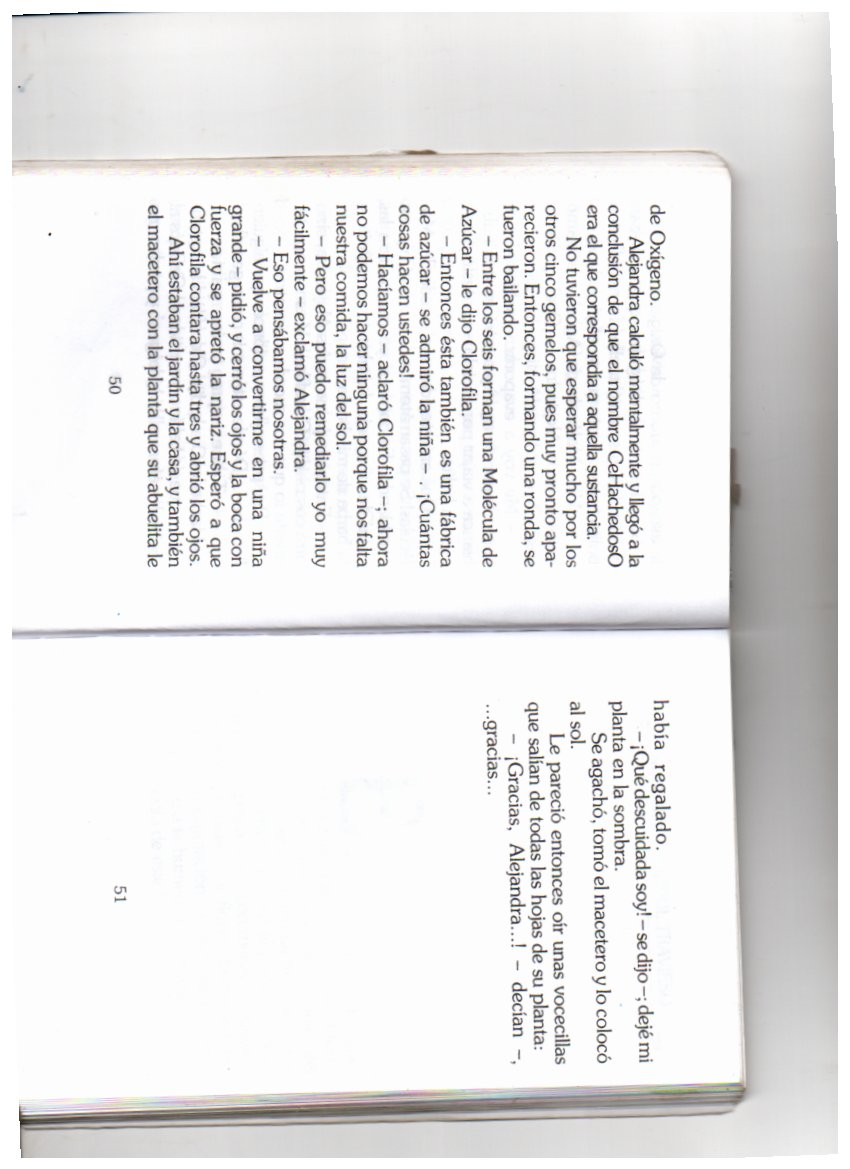 de Oxígeno.
Alejandra calculó mentalmente y llegó a la
conclusión de que el nombre CeHachedosO
era el que correspondía a aquella sustancia.
No tuvieron que esperar mucho por los
otros cinco gemelos, pues muy pronto apa-
recieron. Entonces, formando una ronda, se
fueron bailando.
– Entre los seis forman una Molécula de
Azúcar – le dijo Clorofila.
– Entonces ésta también es una fábrica
de azúcar – se admiró la niña – . ¡Cuántas
cosas hacen ustedes!
– Hacíamos – aclaró Clorofila –; ahora
no podemos hacer ninguna porque nos falta
nuestra comida, la luz del sol.
– Pero eso puedo remediarlo yo muy
fácilmente – exclamó Alejandra.
– Eso pensábamos nosotras.
– Vuelve a convertirme en una niña
grande – pidió, y cerró los ojos y la boca con
fuerza y se apretó la nariz. Esperó a que
Clorofila contara hasta tres y abrió los ojos.
Ahí estaban el jardín y la casa, y también
el macetero con la planta que su abuelita le
50
había regalado.
– ¡Qué descuidada soy! – se dijo –; dejé mi
planta en la sombra.
Se agachó, tomó el macetero y lo colocó
al sol.
Le pareció entonces oír unas vocecillas
que salían de todas las hojas de su planta:
– ¡Gracias, Alejandra...! – decían –,
...gracias...
51